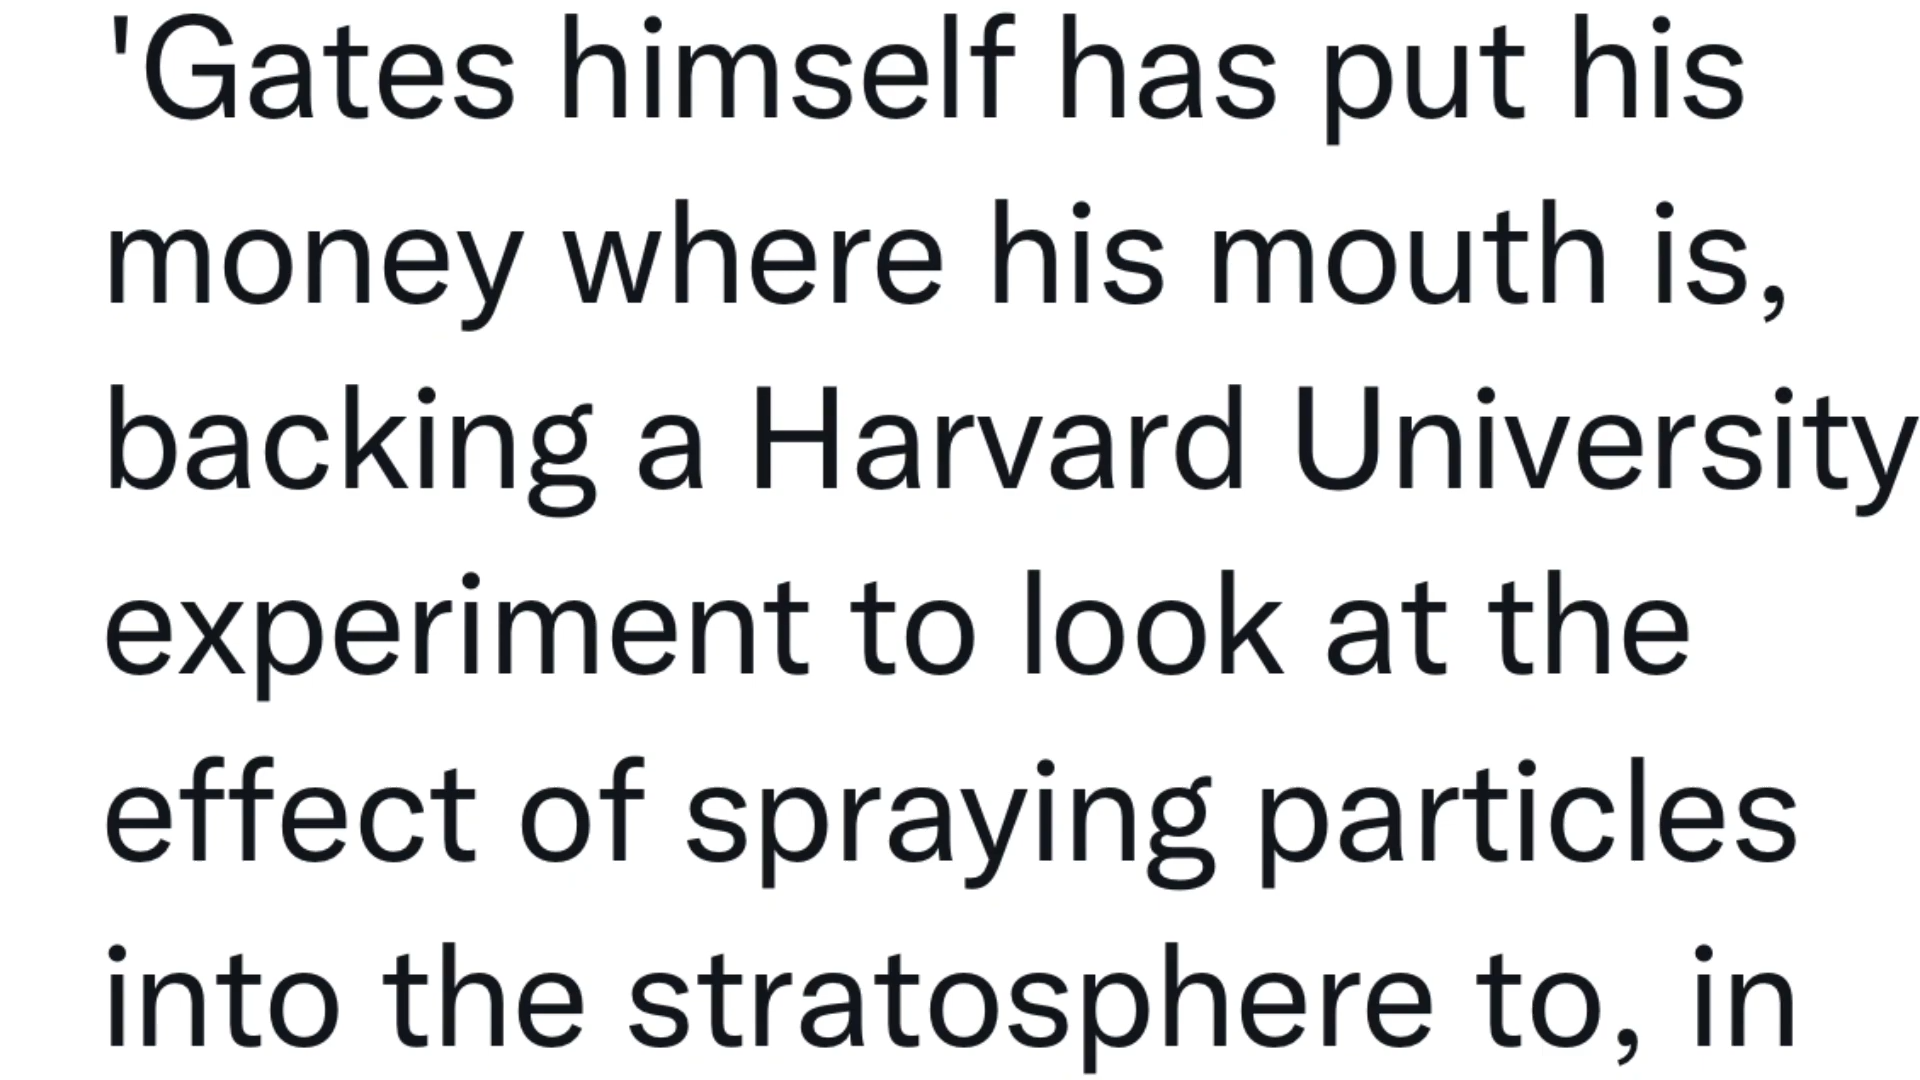 'Gates himself has put his
money where his mouth is,
backing a Harvard University
experiment to look at the
effect of spraying particles
into the stratosphere to, in